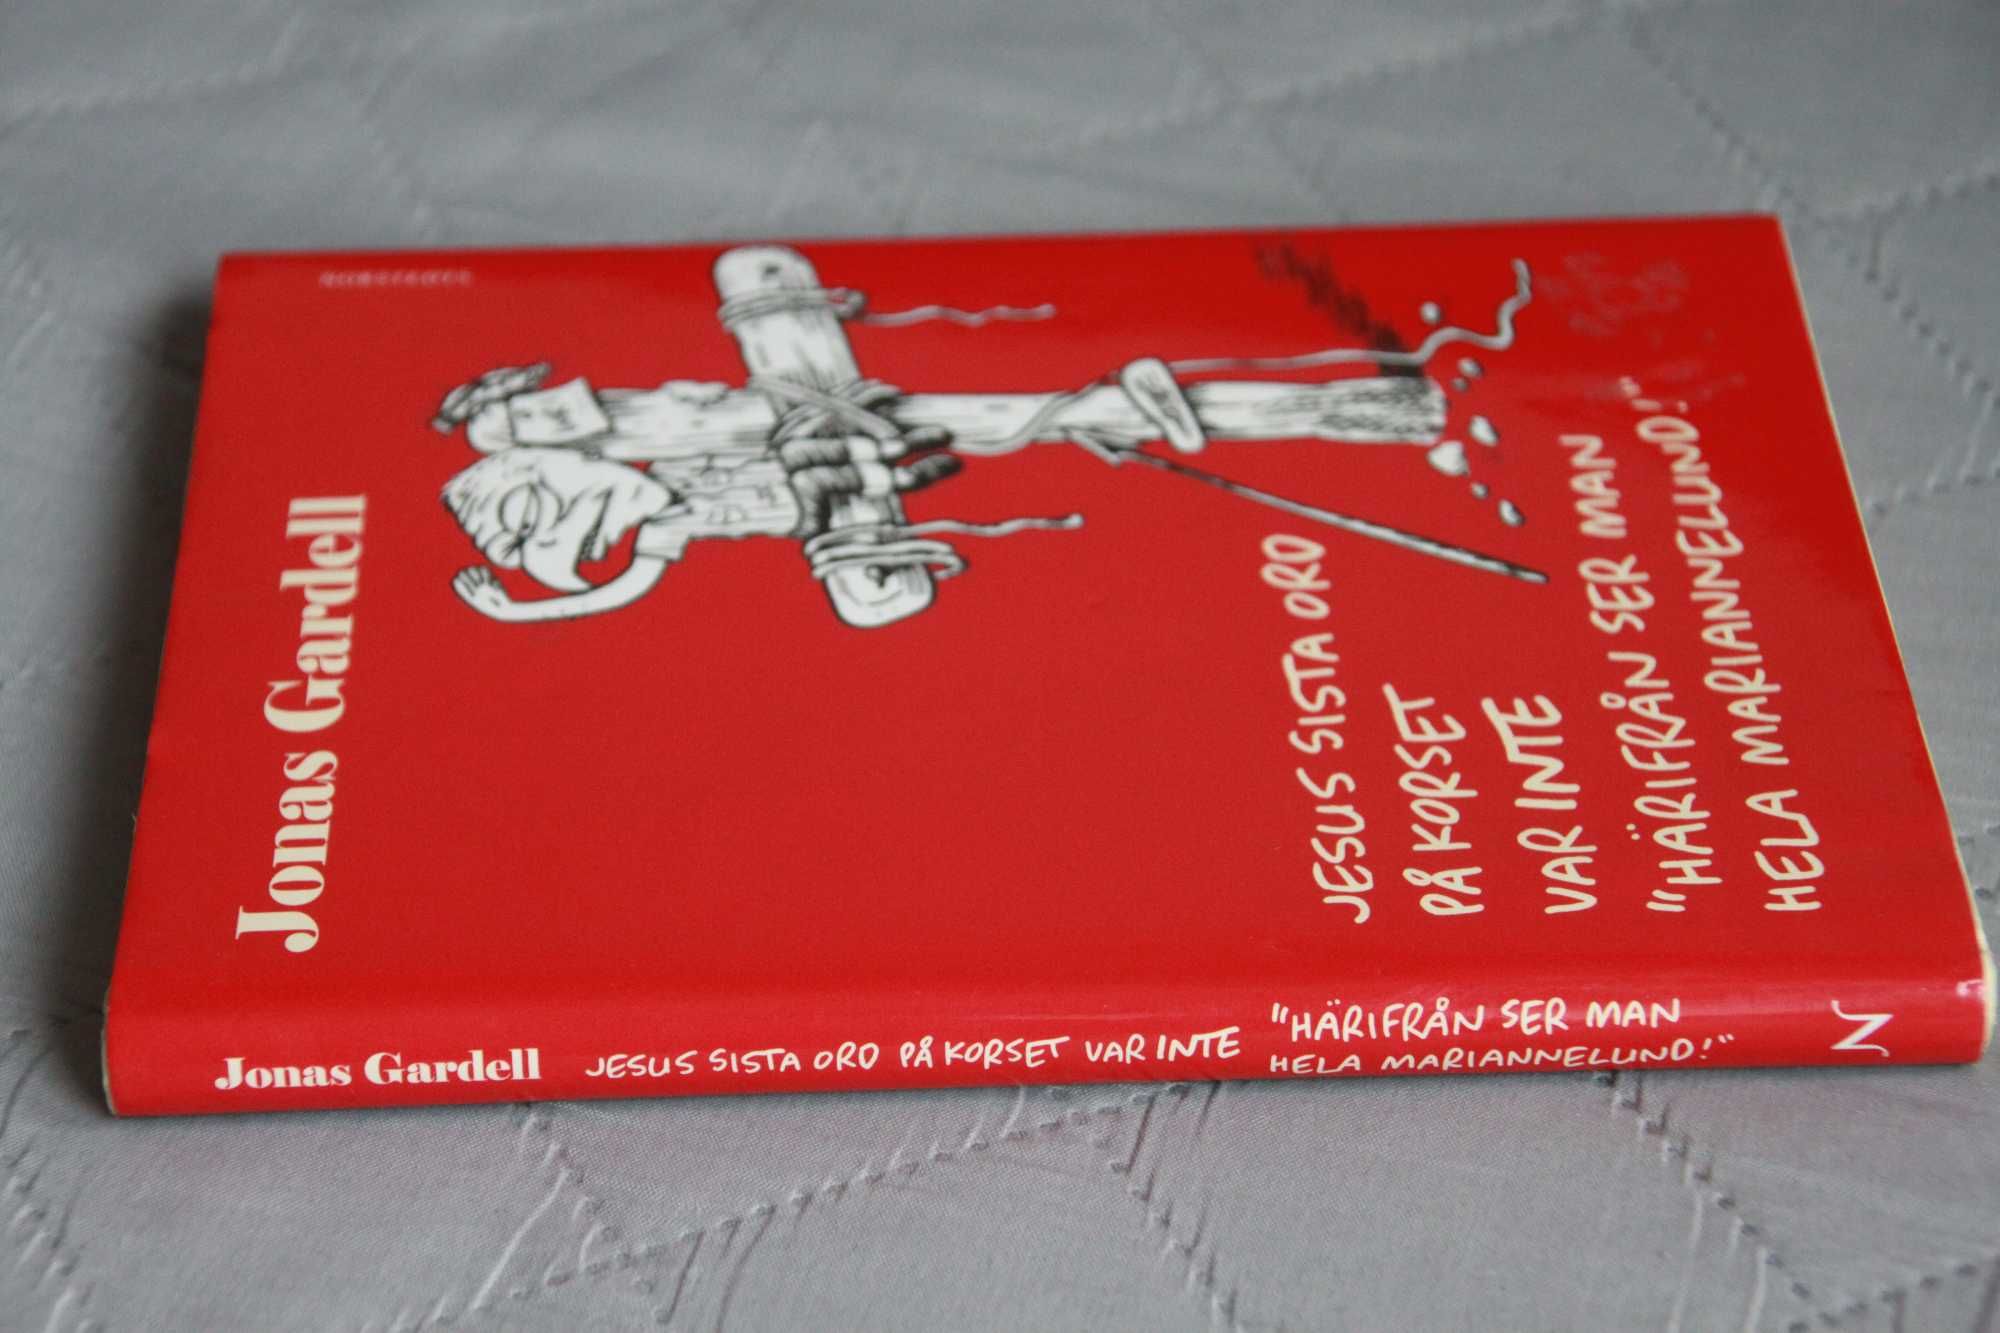 NORSTEDTS
Jonas Gardell
JESUS SISTA ORD
PÅ KORSET
VAR INTE
"HÄRIFRÅN SER MAN
HELA MARIANNELUND!"
Jonas Gardell JESUS SISTA ORD PÅ KORSET VAR INTE "HÄRIFRÅN SER MAN
HELA MARIANNELUND!"
N